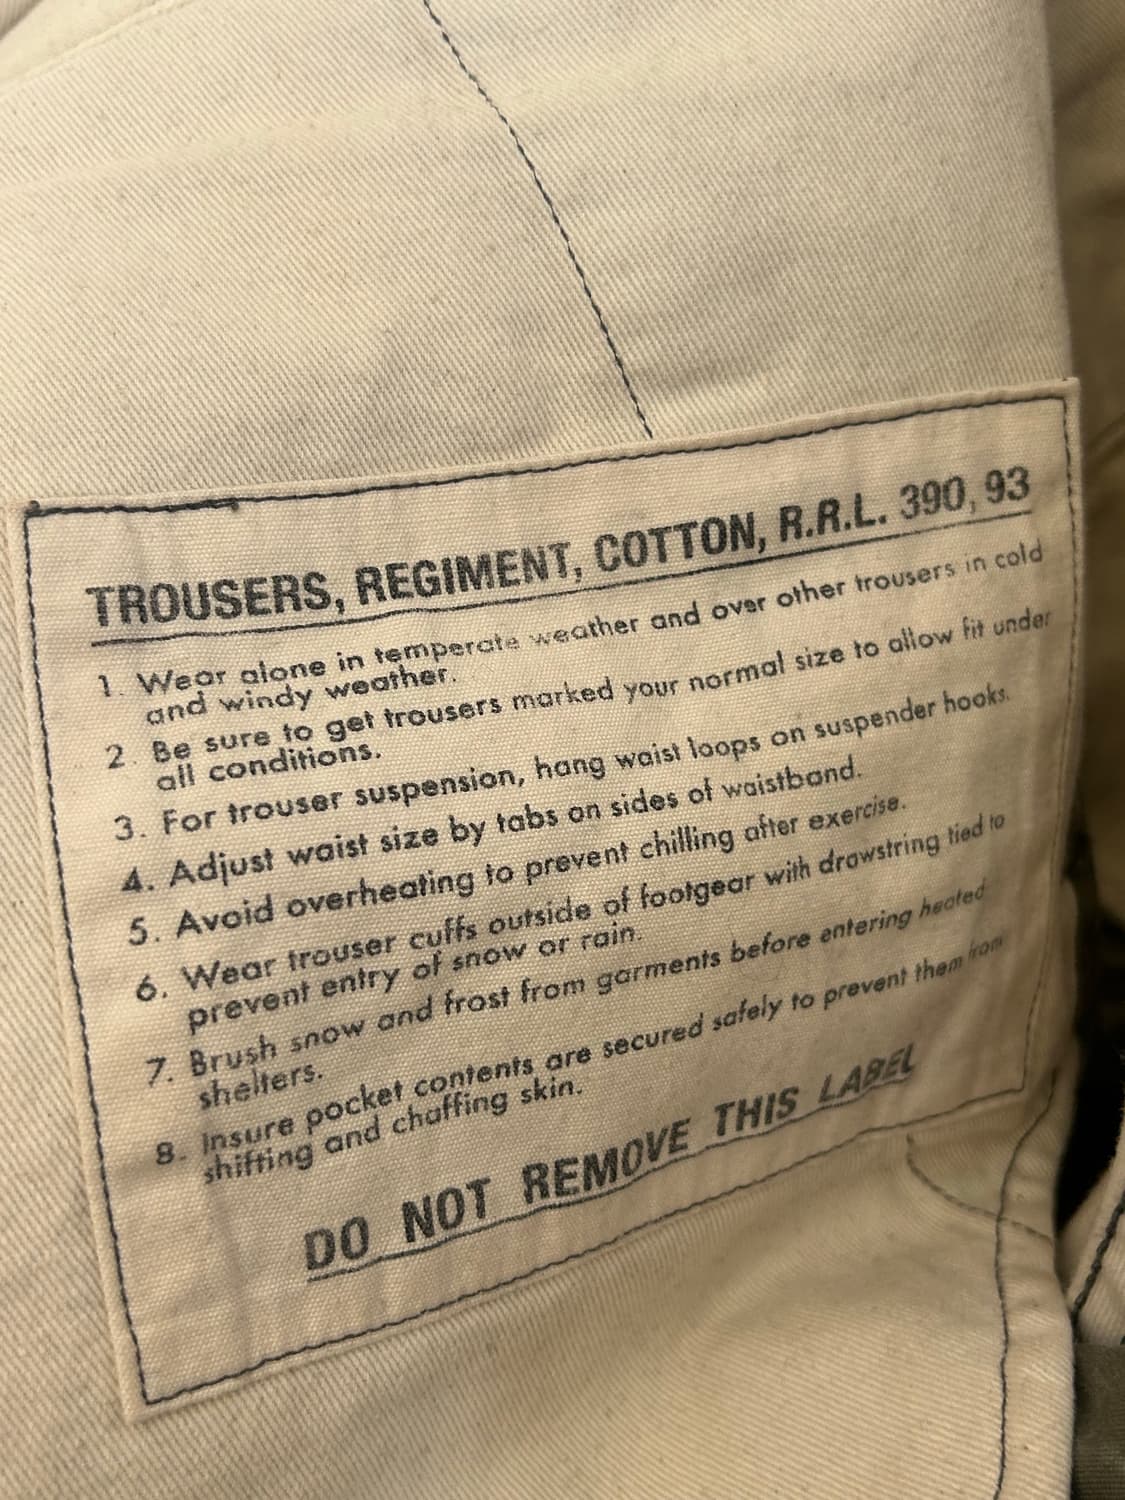 TROUSERS, REGIMENT, COTTON, R.R.L. 390, 93
1. Wear alone in temperate weather and over other trousers in cold
and windy weather.
2. Be sure to get trousers marked your normal size to allow fit under
all conditions.
3. For trouser suspension, hang waist loops on suspender hooks.
4. Adjust waist size by tabs on sides of waistband.
5. Avoid overheating to prevent chilling after exercise.
6. Wear trouser cuffs outside of footgear with drawstring tied to
prevent entry of snow or rain.
7. Brush snow and frost from garments before entering heated
shelters.
8. Insure pocket contents are secured safely to prevent them from
shifting and chaffing skin.
DO NOT REMOVE THIS LABEL